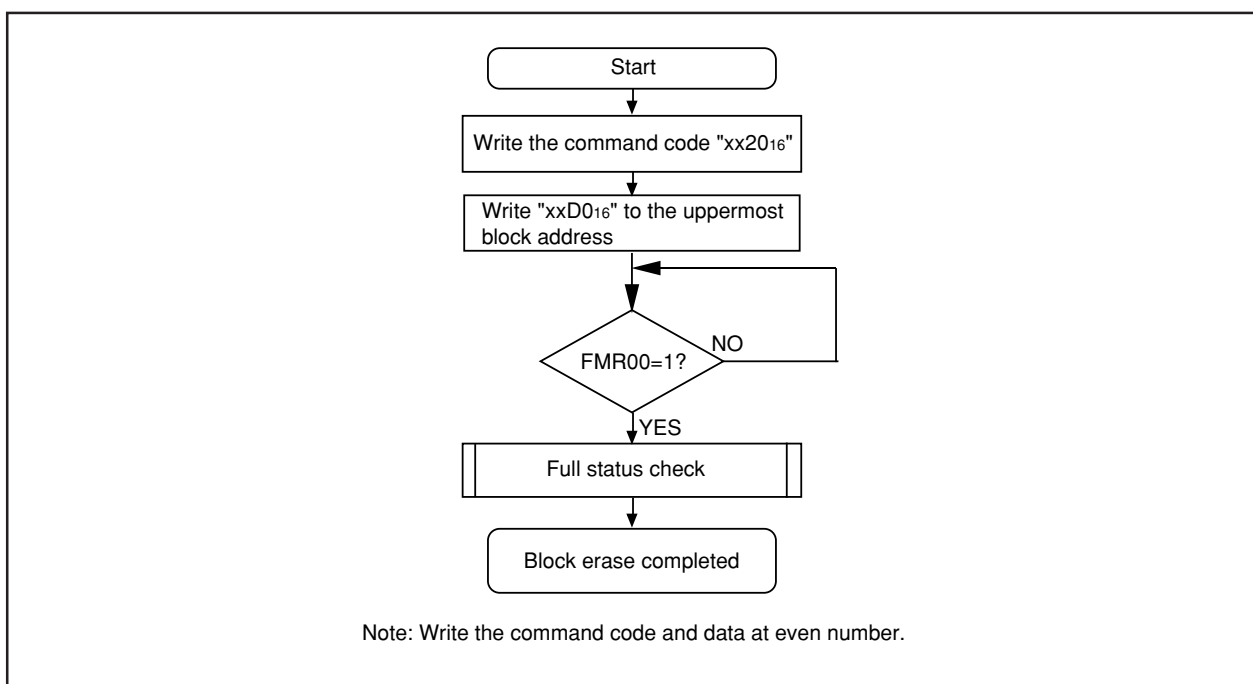 Start
Write the command code "xx20₁₆"
Write "xxD0₁₆" to the uppermost
block address
FMR00=1?
NO
YES
Full status check
Block erase completed
Note: Write the command code and data at even number.